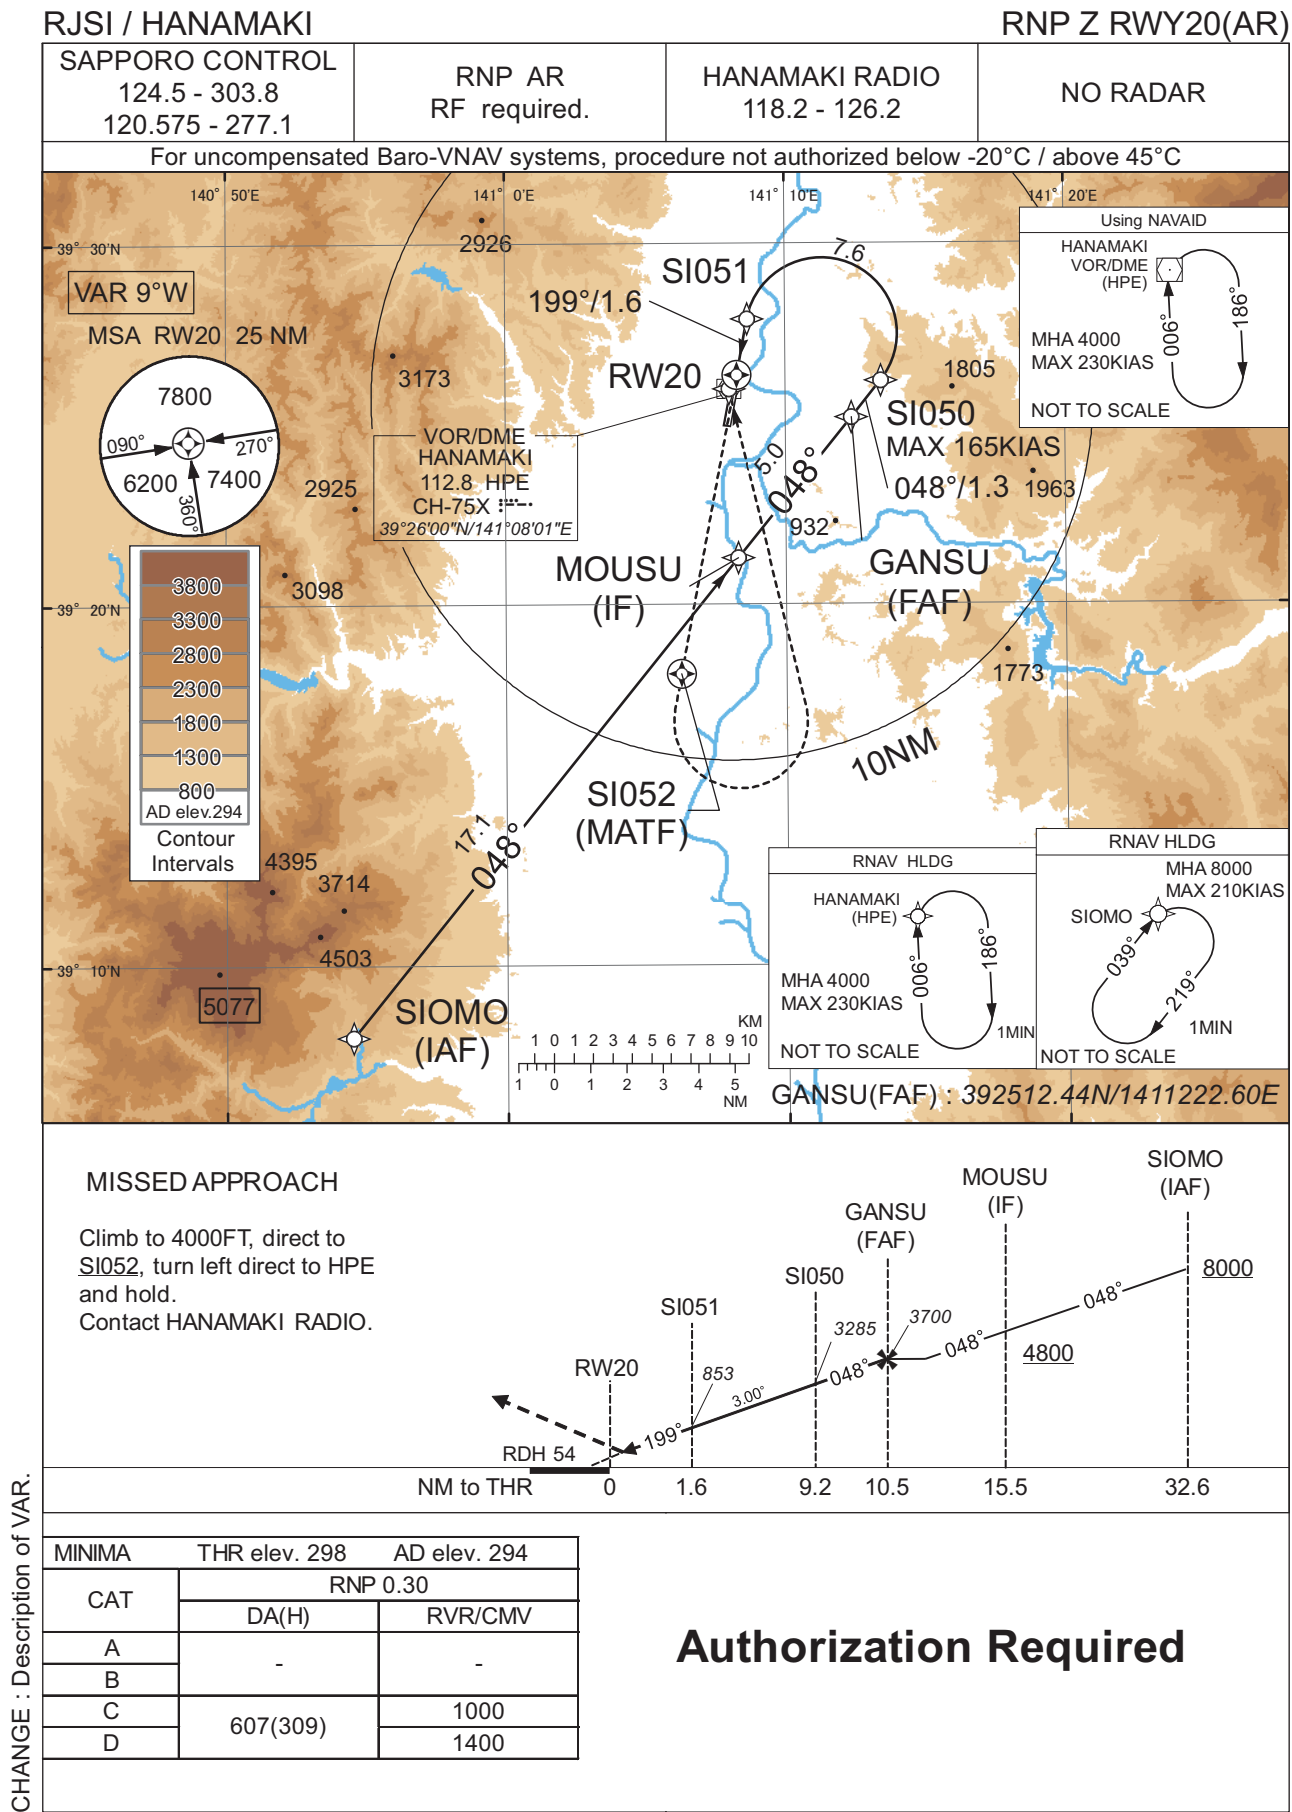 RJSI / HANAMAKI
RNP Z RWY20(AR)
SAPPORO CONTROL
124.5 - 303.8
120.575 - 277.1
RNP AR
RF required.
HANAMAKI RADIO
118.2 - 126.2
NO RADAR
For uncompensated Baro-VNAV systems, procedure not authorized below -20°C / above 45°C
140° 50'E
141° 0'E
141° 10'E
141° 20'E
39° 30'N
2926
7.6
Using NAVAID
HANAMAKI
VOR/DME
(HPE)
186°
006°
MHA 4000
MAX 230KIAS
NOT TO SCALE
VAR 9°W
SI051
199°/1.6
MSA RW20 25 NM
7800
090°
270°
6200
7400
360°
3173
RW20
1805
SI050
MAX 165KIAS
048°/1.3
1963
VOR/DME
HANAMAKI
112.8 HPE
CH-75X
39°26'00"N/141°08'01"E
2925
5.0
048°
932
3098
MOUSU
(IF)
GANSU
(FAF)
39° 20'N
1773
3800
3300
2800
2300
1800
1300
800
AD elev.294
Contour
Intervals
10NM
SI052
(MATF)
17.1
048°
4395
3714
4503
39° 10'N
5077
SIOMO
(IAF)
KM
1 0 1 2 3 4 5 6 7 8 9 10
1 0 1 2 3 4 5
NM
RNAV HLDG
HANAMAKI
(HPE)
186°
006°
MHA 4000
MAX 230KIAS
1MIN
NOT TO SCALE
RNAV HLDG
MHA 8000
MAX 210KIAS
SIOMO
039°
219°
1MIN
NOT TO SCALE
GANSU(FAF) : 392512.44N/1411222.60E
MISSED APPROACH
Climb to 4000FT, direct to
SI052, turn left direct to HPE
and hold.
Contact HANAMAKI RADIO.
SIOMO
(IAF)
MOUSU
(IF)
GANSU
(FAF)
SI050
SI051
RW20
8000
048°
3700
3285
048°
4800
048°
853
3.00°
199°
RDH 54
NM to THR 0 1.6 9.2 10.5 15.5 32.6
MINIMA THR elev. 298 AD elev. 294
CAT
RNP 0.30
DA(H) RVR/CMV
A
B
- -
C
D
607(309)
1000
1400
Authorization Required
CHANGE : Description of VAR.